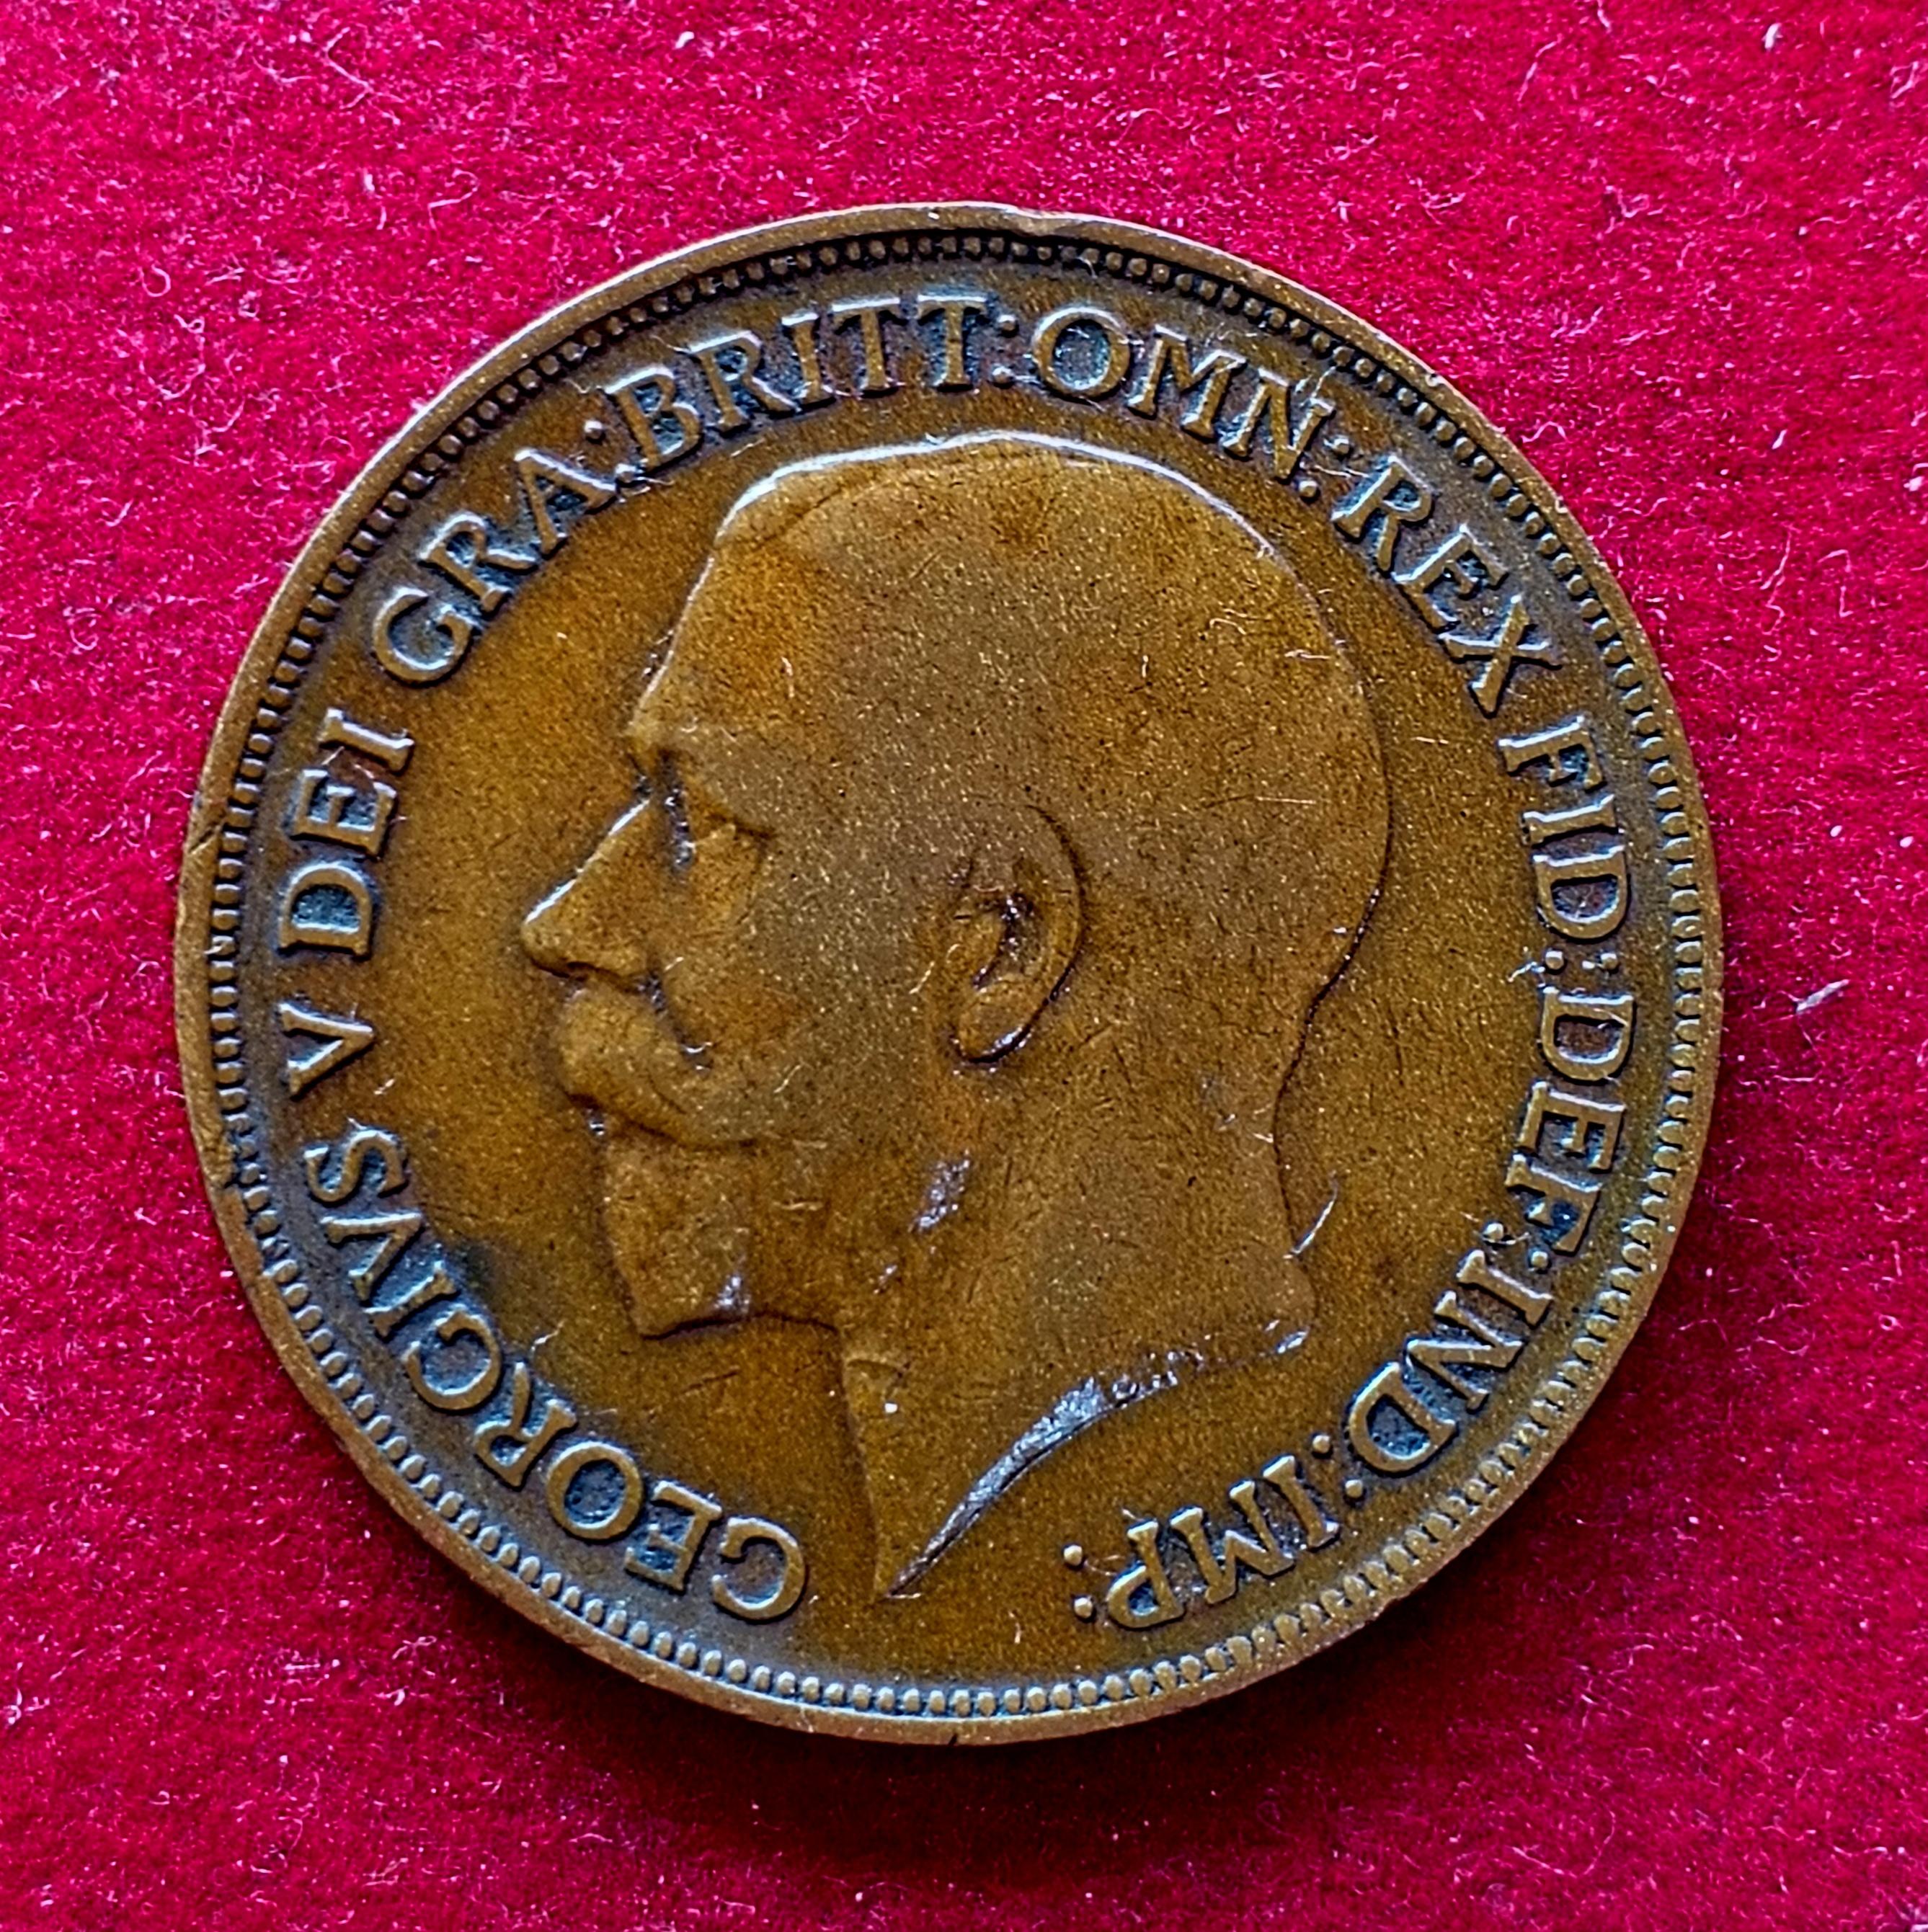 GEORGIVS V DEI GRA: BRITT: OMN: REX FID: DEF: IND: IMP: